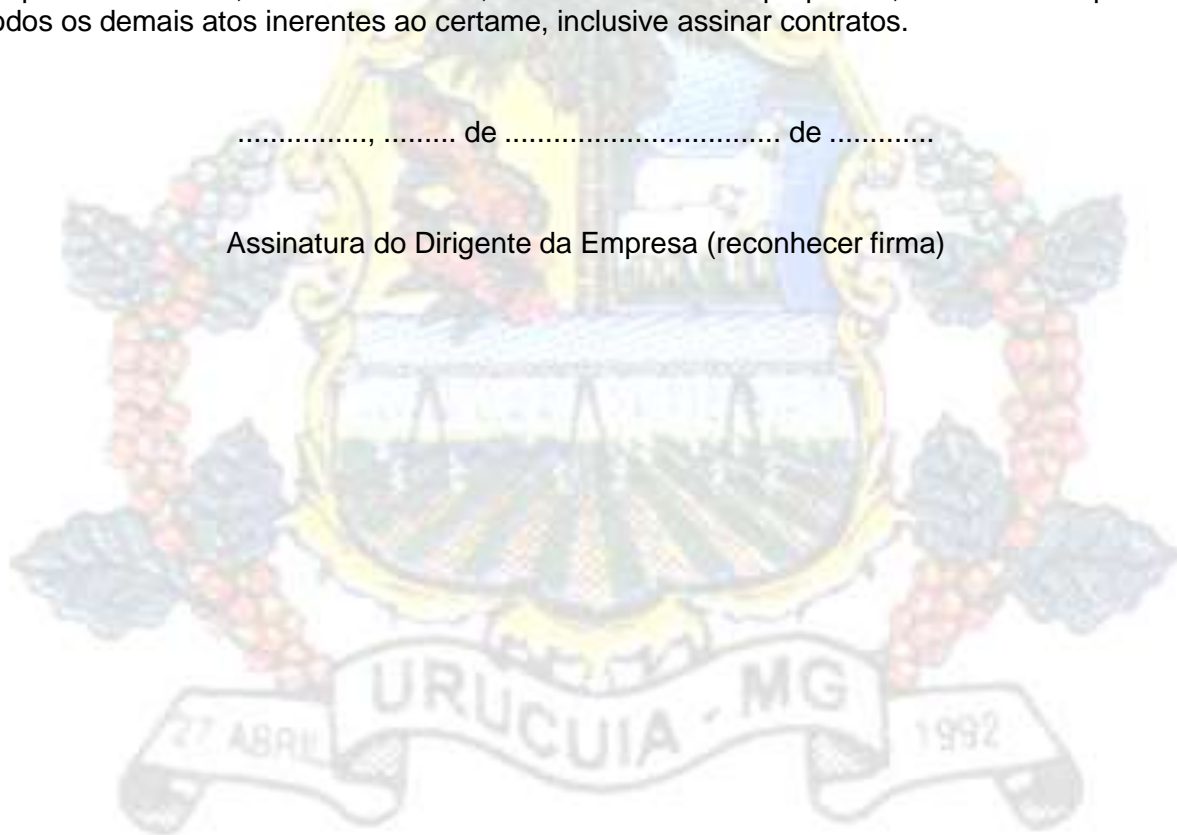 odos os demais atos inerentes ao certame, inclusive assinar contratos.
................, ......... de .................................. de .............
Assinatura do Dirigente da Empresa (reconhecer firma)
URUCUIA - MG
27 ABRIL
1992